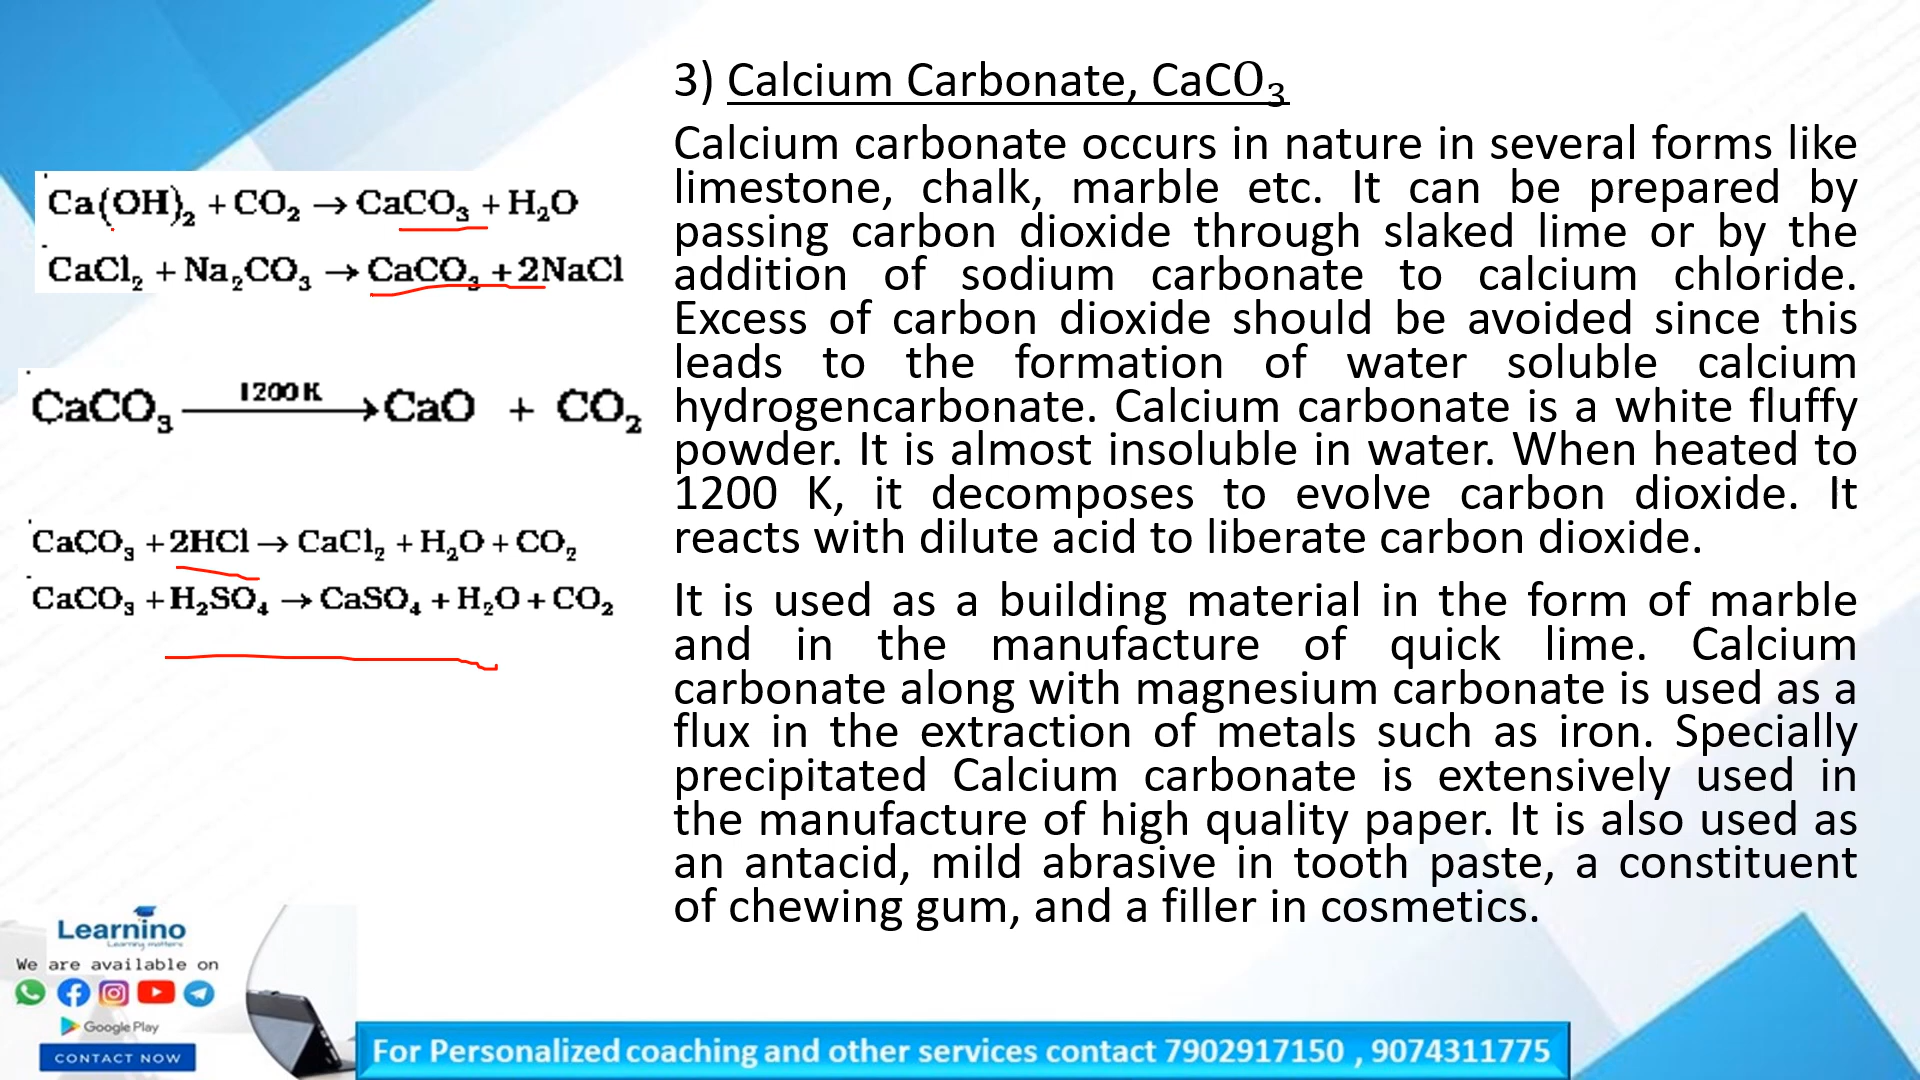 3) Calcium Carbonate, CaCO₃
Ca(OH)₂ + CO₂ → CaCO₃ + H₂O
CaCl₂ + Na₂CO₃ → CaCO₃ + 2NaCl
CaCO₃ 1200 K → CaO + CO₂
CaCO₃ + 2HCl → CaCl₂ + H₂O + CO₂
CaCO₃ + H₂SO₄ → CaSO₄ + H₂O + CO₂
Calcium carbonate occurs in nature in several forms like
limestone, chalk, marble etc. It can be prepared by
passing carbon dioxide through slaked lime or by the
addition of sodium carbonate to calcium chloride.
Excess of carbon dioxide should be avoided since this
leads to the formation of water soluble calcium
hydrogencarbonate. Calcium carbonate is a white fluffy
powder. It is almost insoluble in water. When heated to
1200 K, it decomposes to evolve carbon dioxide. It
reacts with dilute acid to liberate carbon dioxide.
It is used as a building material in the form of marble
and in the manufacture of quick lime. Calcium
carbonate along with magnesium carbonate is used as a
flux in the extraction of metals such as iron. Specially
precipitated Calcium carbonate is extensively used in
the manufacture of high quality paper. It is also used as
an antacid, mild abrasive in tooth paste, a constituent
of chewing gum, and a filler in cosmetics.
Learnino
Learning matters
We are available on
Google Play
CONTACT NOW
For Personalized coaching and other services contact 7902917150 , 9074311775